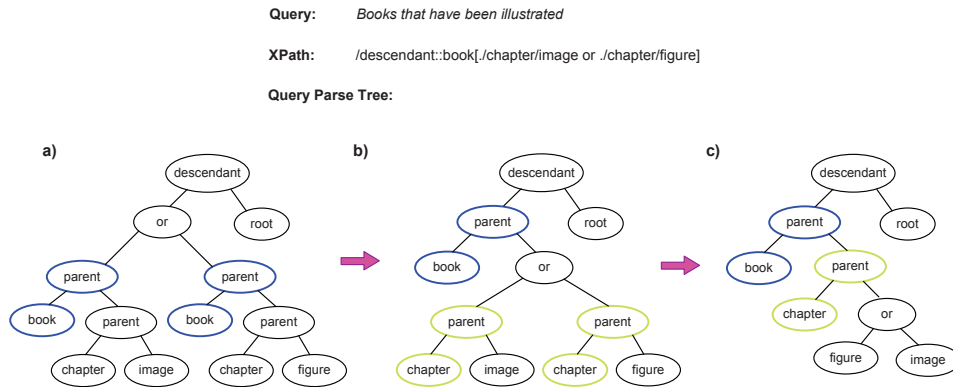 Query: Books that have been illustrated
XPath: /descendant::book[./chapter/image or ./chapter/figure]
Query Parse Tree:
a)
descendant
or
root
parent
parent
book
parent
book
parent
chapter
image
chapter
figure
b)
descendant
parent
root
book
or
parent
parent
chapter
image
chapter
figure
c)
descendant
parent
root
book
parent
chapter
or
figure
image